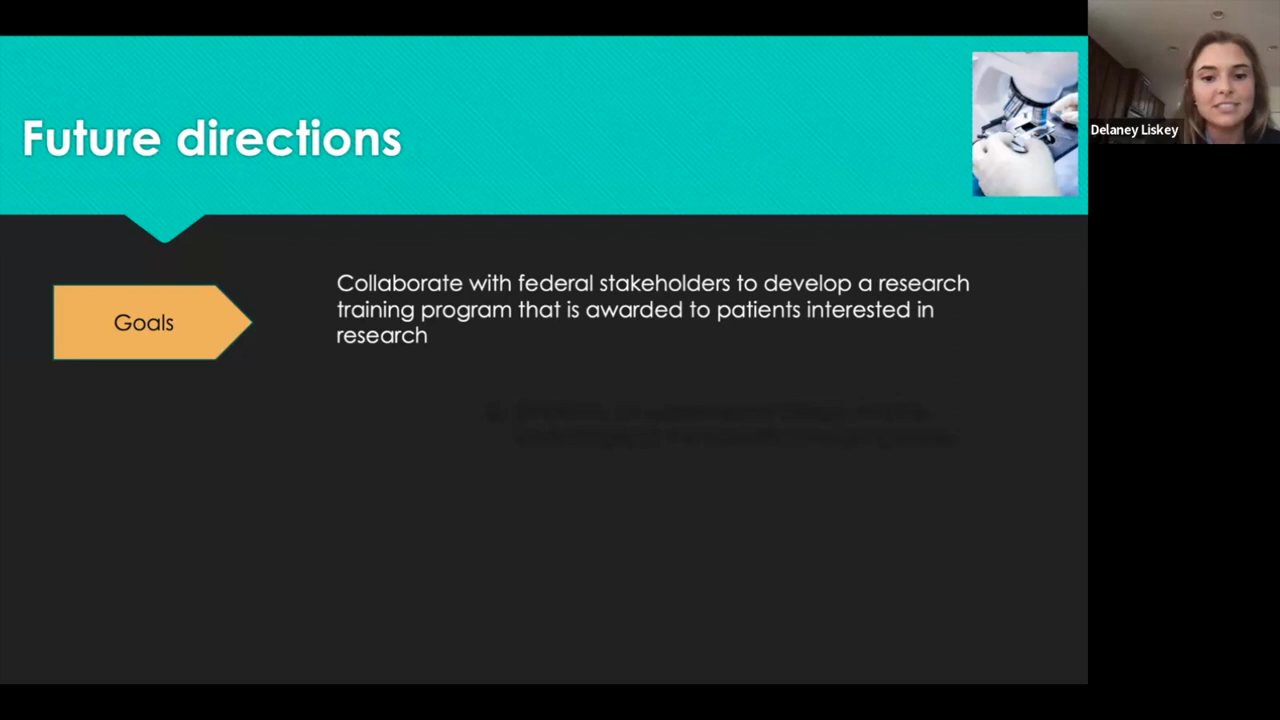 Future directions
Delaney Liskey
Goals
Collaborate with federal stakeholders to develop a research
training program that is awarded to patients interested in
research